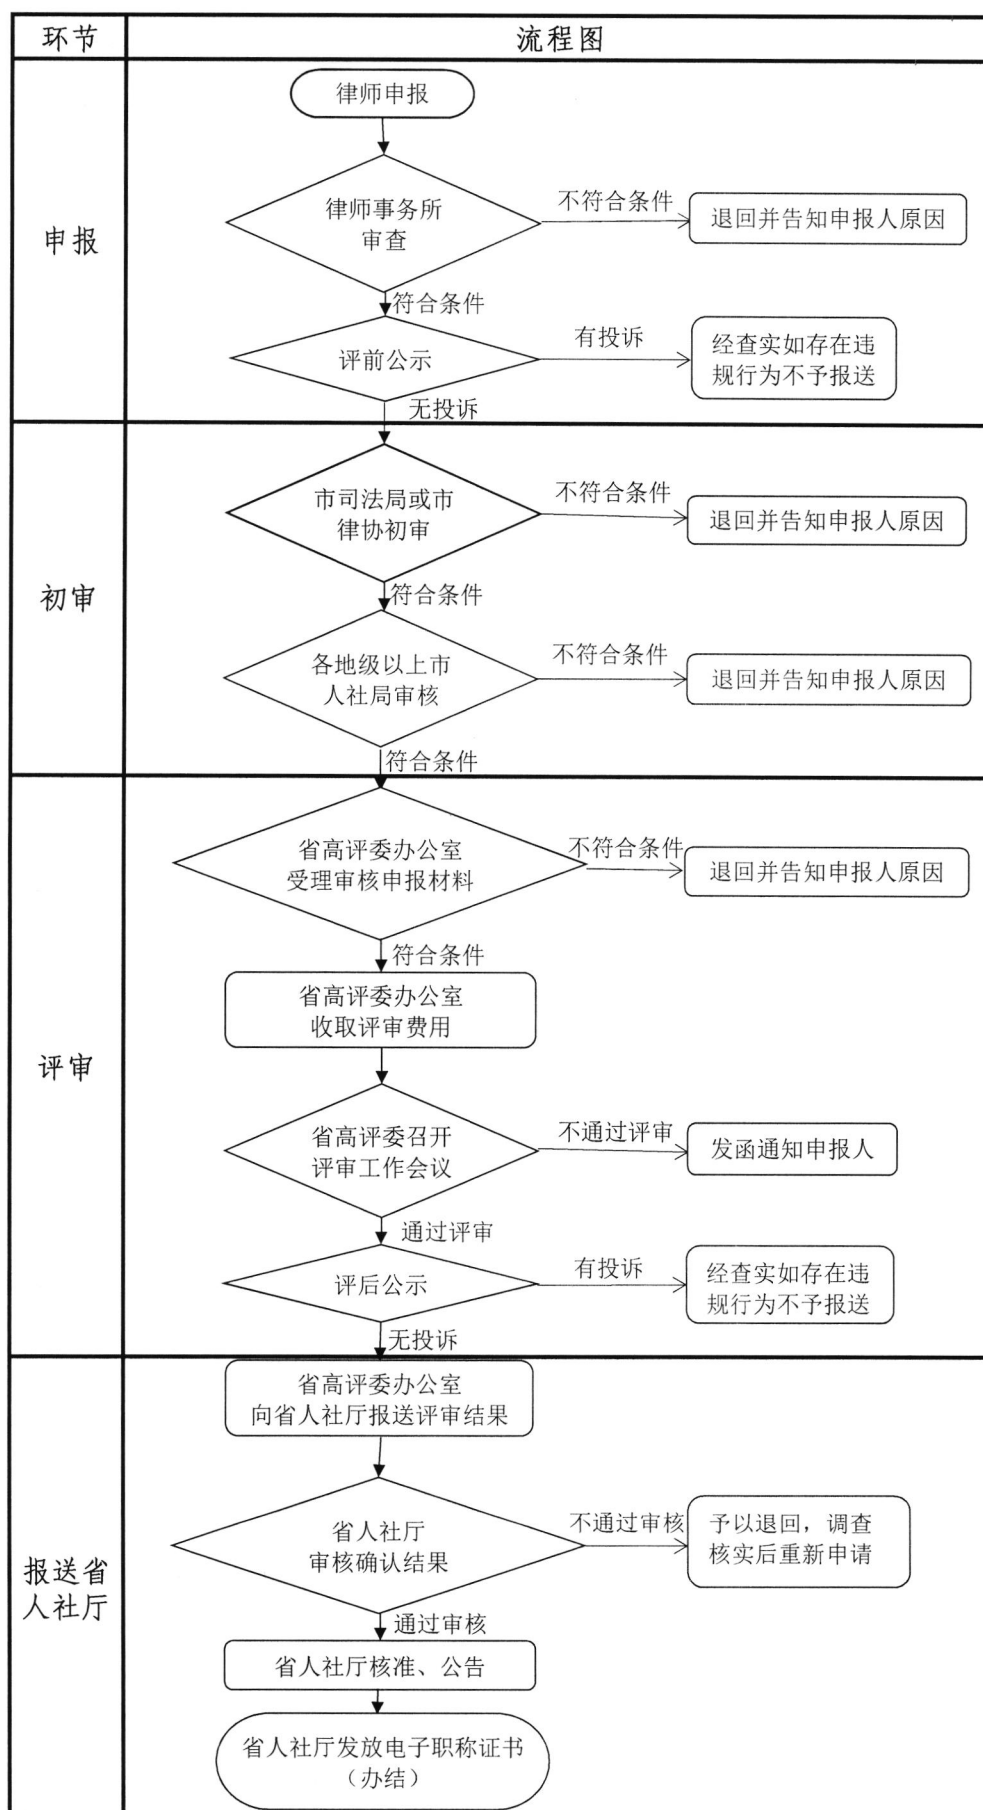 环节
流程图
申报
律师申报
律师事务所
审查
不符合条件
退回并告知申报人原因
符合条件
评前公示
有投诉
经查实如存在违
规行为不予报送
无投诉
初审
市司法局或市
律协初审
不符合条件
退回并告知申报人原因
符合条件
各地级以上市
人社局审核
不符合条件
退回并告知申报人原因
符合条件
评审
省高评委办公室
受理审核申报材料
不符合条件
退回并告知申报人原因
符合条件
省高评委办公室
收取评审费用
省高评委召开
评审工作会议
不通过评审
发函通知申报人
通过评审
评后公示
有投诉
经查实如存在违
规行为不予报送
无投诉
报送省
人社厅
省高评委办公室
向省人社厅报送评审结果
省人社厅
审核确认结果
不通过审核
予以退回，调查
核实后重新申请
通过审核
省人社厅核准、公告
省人社厅发放电子职称证书
（办结）